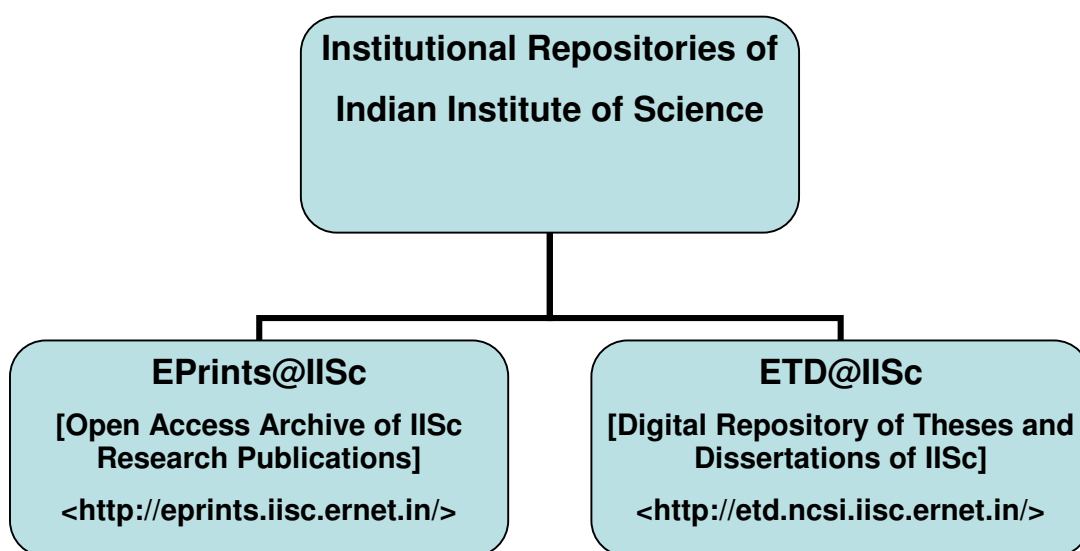 Institutional Repositories of
Indian Institute of Science
EPrints@IISc
[Open Access Archive of IISc
Research Publications]
<http://eprints.iisc.ernet.in/>
ETD@IISc
[Digital Repository of Theses and
Dissertations of IISc]
<http://etd.ncsi.iisc.ernet.in/>